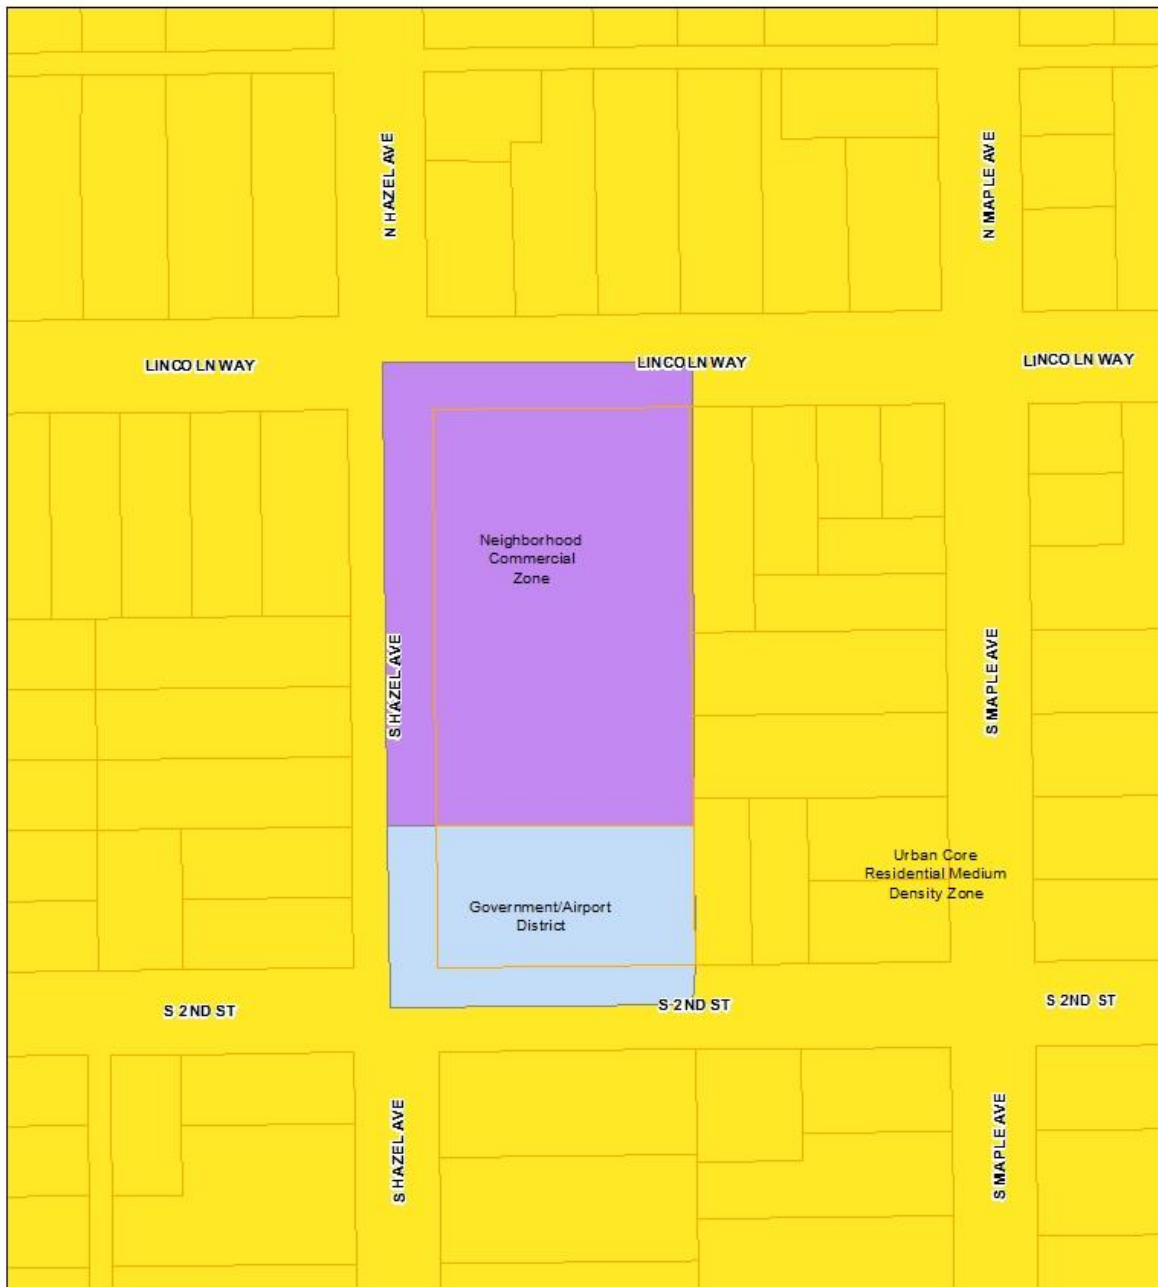 N HAZEL AVE
N MAPLE AVE
LINCOLN WAY
LINCOLN WAY
LINCOLN WAY
Neighborhood
Commercial
Zone
S HAZEL AVE
S MAPLE AVE
Urban Core
Residential Medium
Density Zone
Government/Airport
District
S 2ND ST
S 2ND ST
S 2ND ST
S HAZEL AVE
S MAPLE AVE